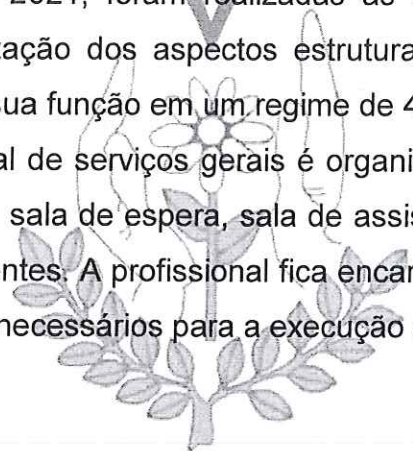 2021, foram realizadas as
tação dos aspectos estrutura
sua função em um regime de 4
al de serviços gerais é organi
sala de espera, sala de assis
entes. A profissional fica encar
necessários para a execução